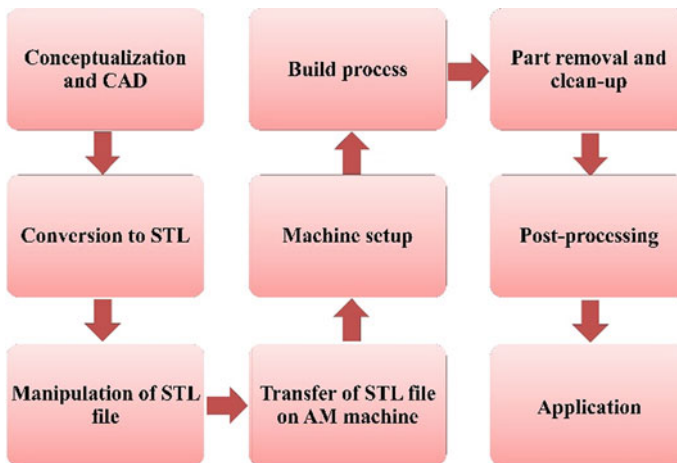 Conceptualization
and CAD
Conversion to STL
Manipulation of STL
file
Transfer of STL file
on AM machine
Machine setup
Build process
Part removal and
clean-up
Post-processing
Application